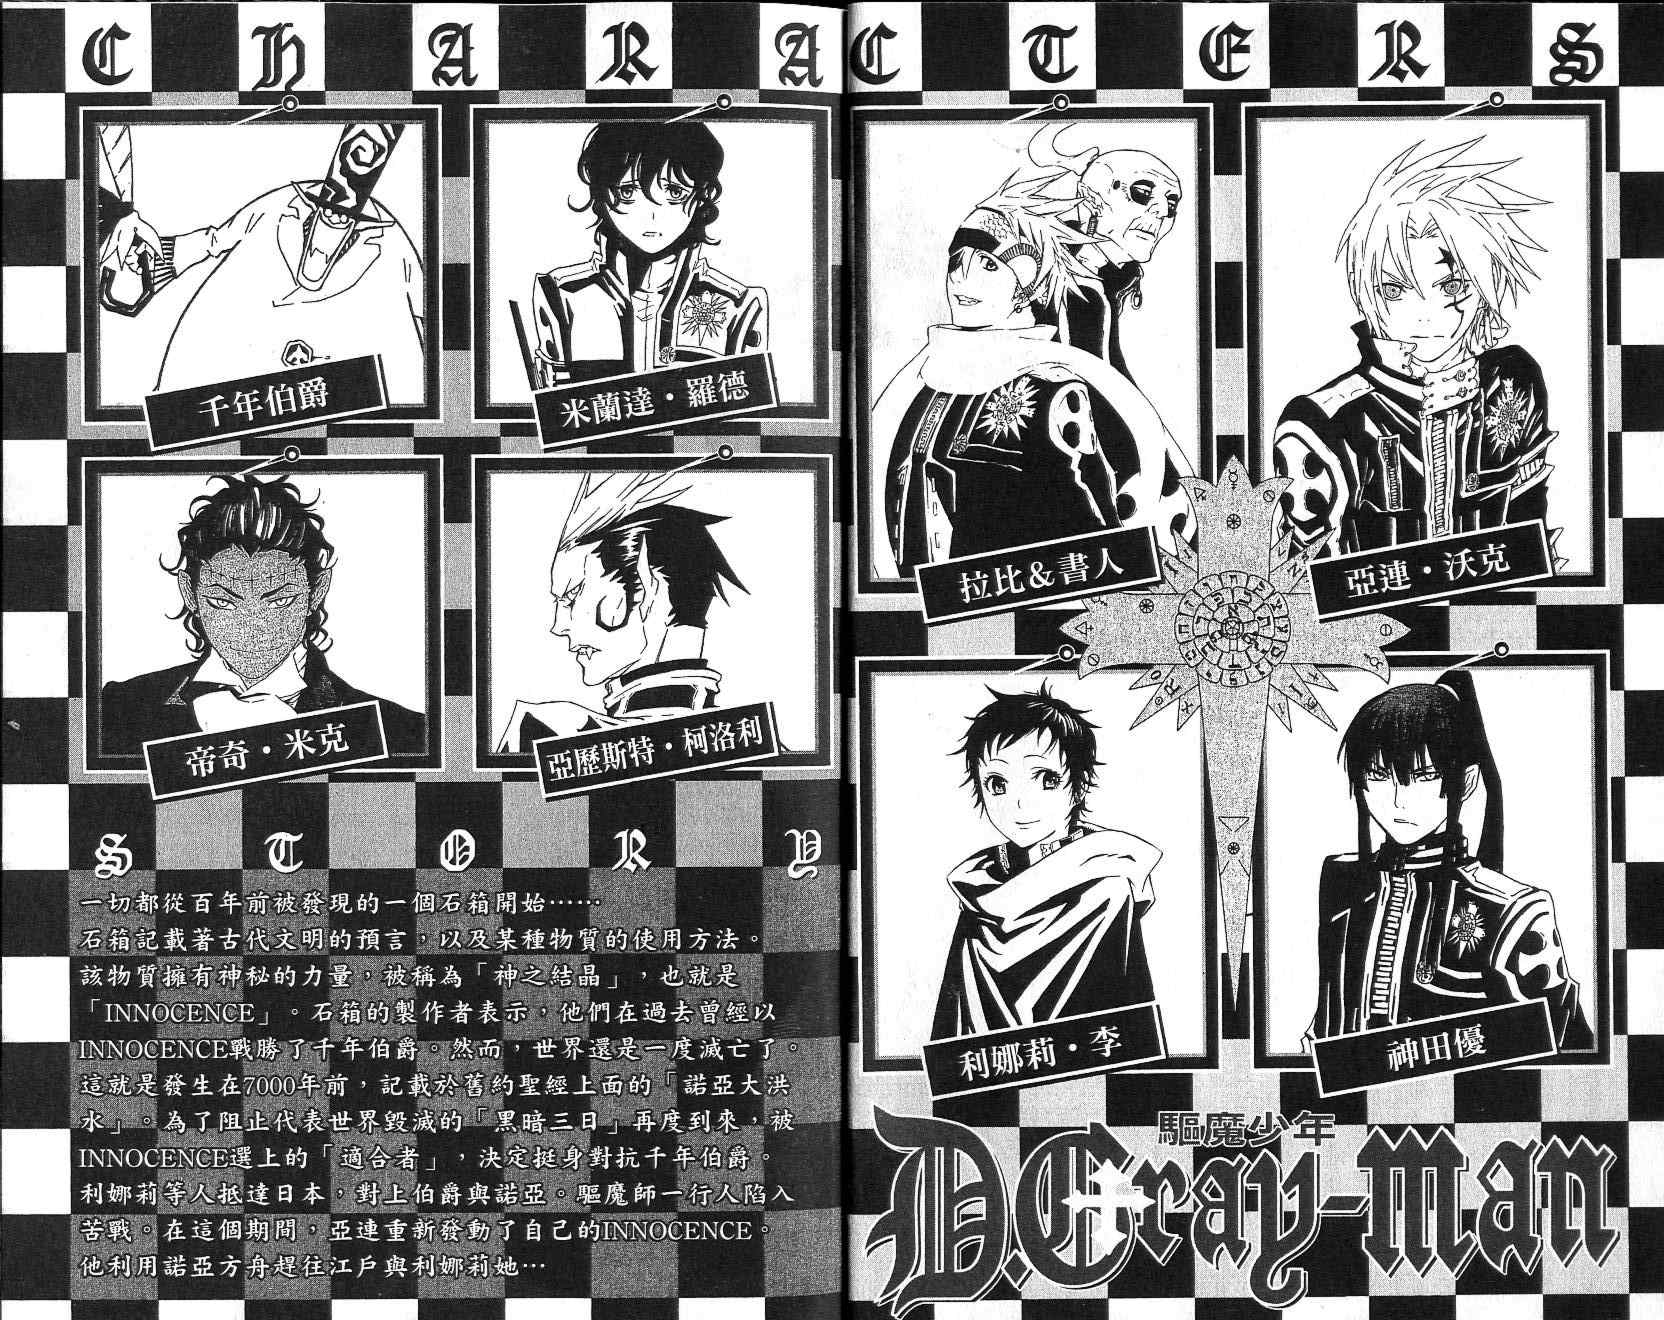 CHARACTERS
千年伯爵
米蘭達・羅德
拉比&書人
亞連・沃克
帝奇・米克
亞歷斯特・柯洛利
利娜莉・李
神田優
STORY
一切都從百年前被發現的一個石箱開始……
石箱記載著古代文明的預言，以及某種物質的使用方法。
該物質擁有神秘的力量，被稱為「神之結晶」，也就是
「INNOCENCE」。石箱的製作者表示，他們在過去曾經以
INNOCENCE戰勝了千年伯爵。然而，世界還是一度滅亡了。
這就是發生在7000年前，記載於舊約聖經上面的「諾亞大洪
水」。為了阻止代表世界毀滅的「黑暗三日」再度到來，被
INNOCENCE選上的「適合者」，決定挺身對抗千年伯爵。
利娜莉等人抵達日本，對上伯爵與諾亞。驅魔師一行人陷入
苦戰。在這個期間，亞連重新發動了自己的INNOCENCE。
他利用諾亞方舟趕往江戶與利娜莉她…
驅魔少年
D.Gray-man